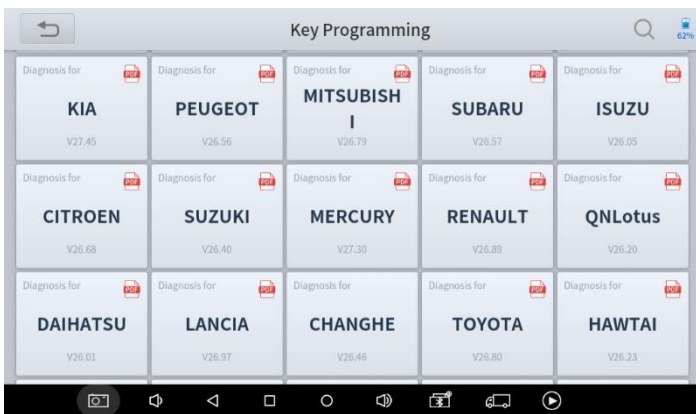 Key Programming
62%
Diagnosis for
PDF
KIA
V27.45
Diagnosis for
PDF
PEUGEOT
V26.56
Diagnosis for
PDF
MITSUBISH
I
V26.79
Diagnosis for
PDF
SUBARU
V26.57
Diagnosis for
PDF
ISUZU
V26.05
Diagnosis for
PDF
CITROEN
V26.68
Diagnosis for
PDF
SUZUKI
V26.40
Diagnosis for
PDF
MERCURY
V27.30
Diagnosis for
PDF
RENAULT
V26.89
Diagnosis for
PDF
QNLotus
V26.20
Diagnosis for
PDF
DAIHATSU
V26.01
Diagnosis for
PDF
LANCIA
V26.97
Diagnosis for
CHANGHE
V26.46
Diagnosis for
PDF
TOYOTA
V26.80
Diagnosis for
PDF
HAWTAI
V26.23